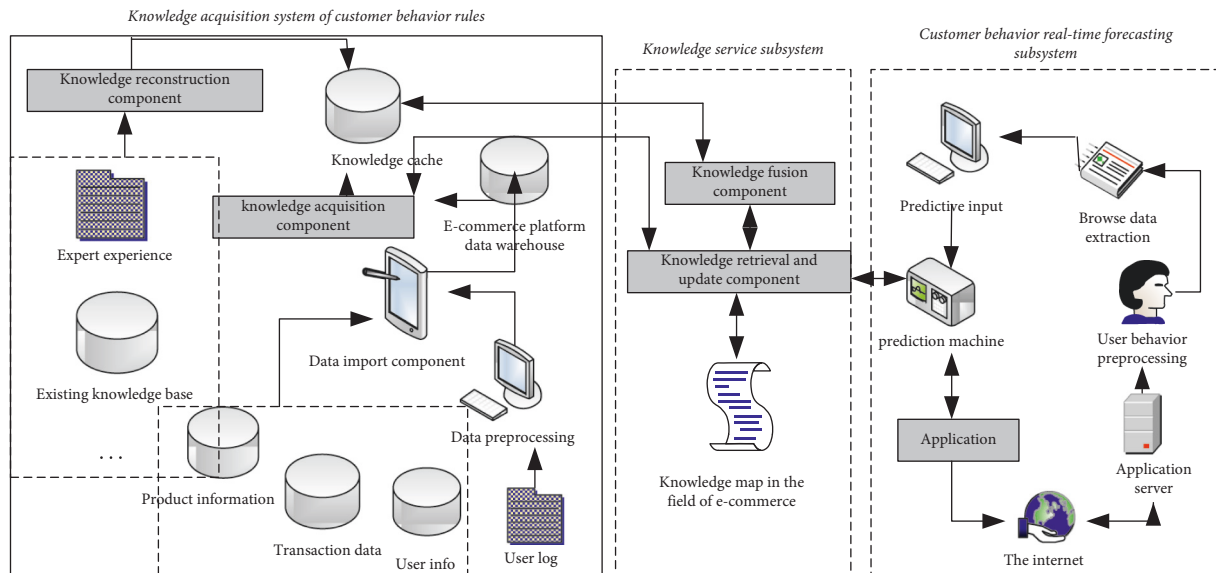 Knowledge acquisition system of customer behavior rules
Knowledge reconstruction
component
Knowledge cache
knowledge acquisition
component
E-commerce platform
data warehouse
Expert experience
Existing knowledge base
Data import component
Data preprocessing
. . .
Product information
Transaction data
User info
User log
Knowledge service subsystem
Knowledge fusion
component
Knowledge retrieval and
update component
Knowledge map in the
field of e-commerce
Customer behavior real-time forecasting
subsystem
Predictive input
Browse data
extraction
prediction machine
User behavior
preprocessing
Application
Application
server
The internet